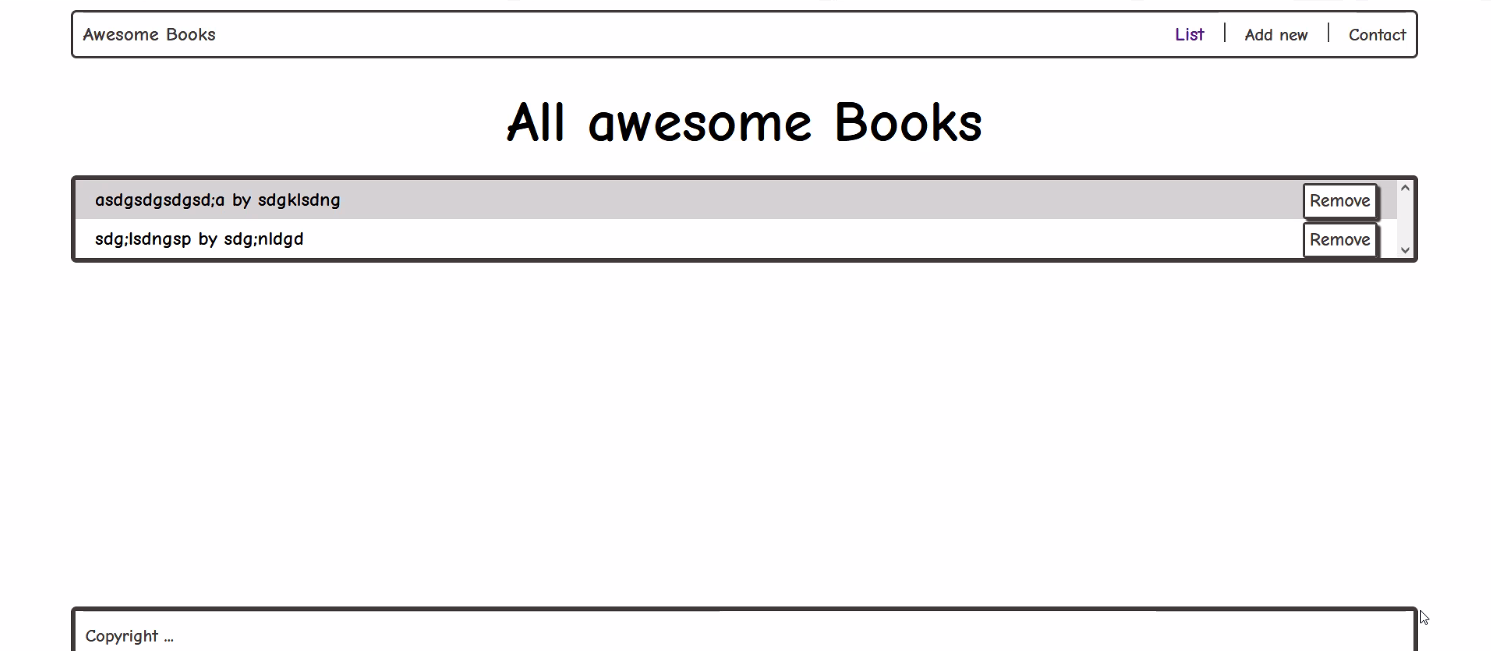 Awesome Books List Add new Contact
All awesome Books
asdgsdgsdgsd;a by sdgklsdng Remove
sdg;lsdngsp by sdg;nldgd Remove
Copyright ...